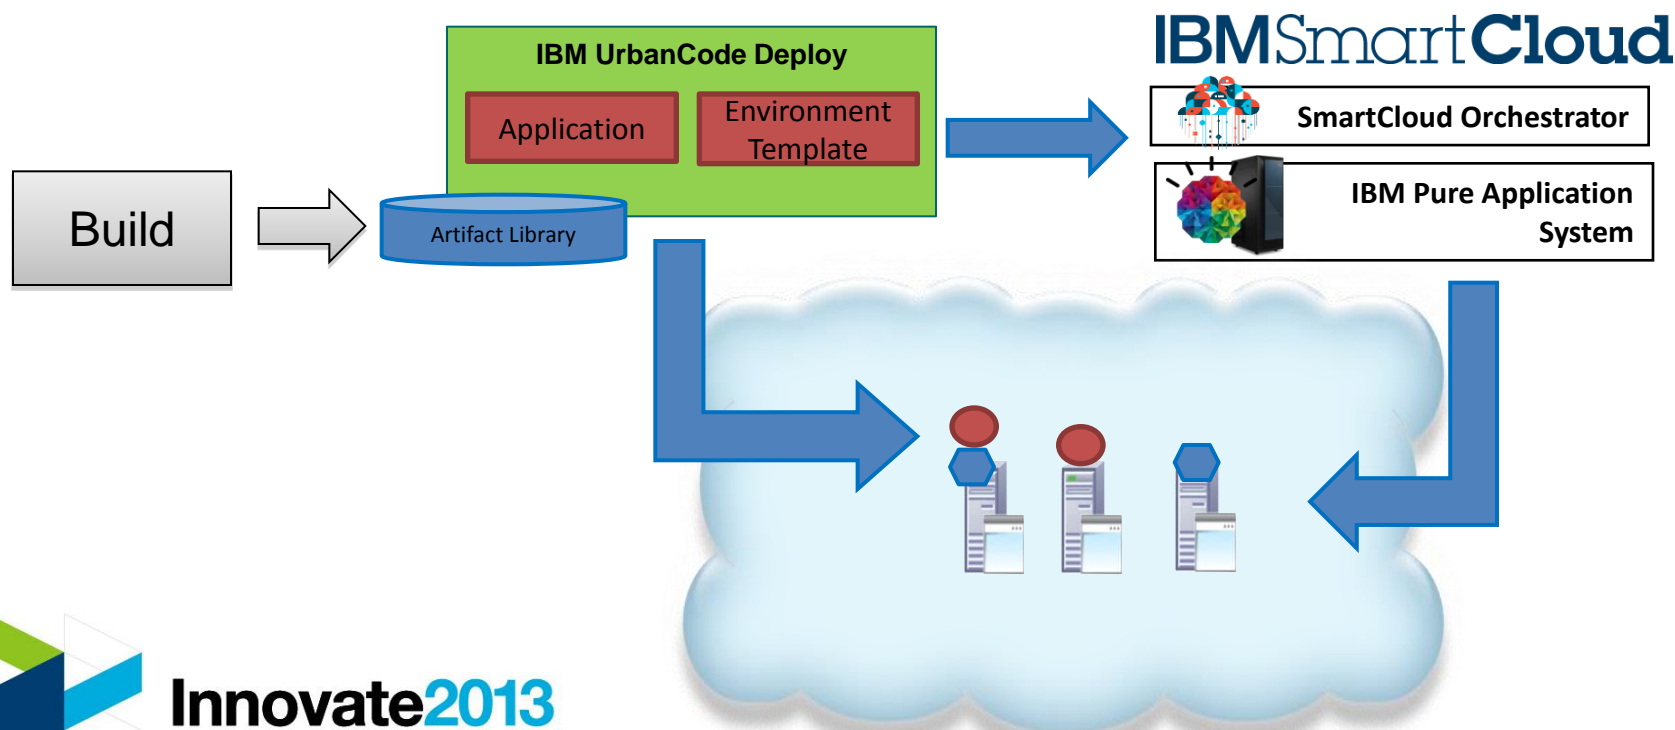 IBM UrbanCode Deploy
Application
Environment
Template
IBMSmartCloud
SmartCloud Orchestrator
IBM Pure Application
System
Build
Artifact Library
Innovate2013